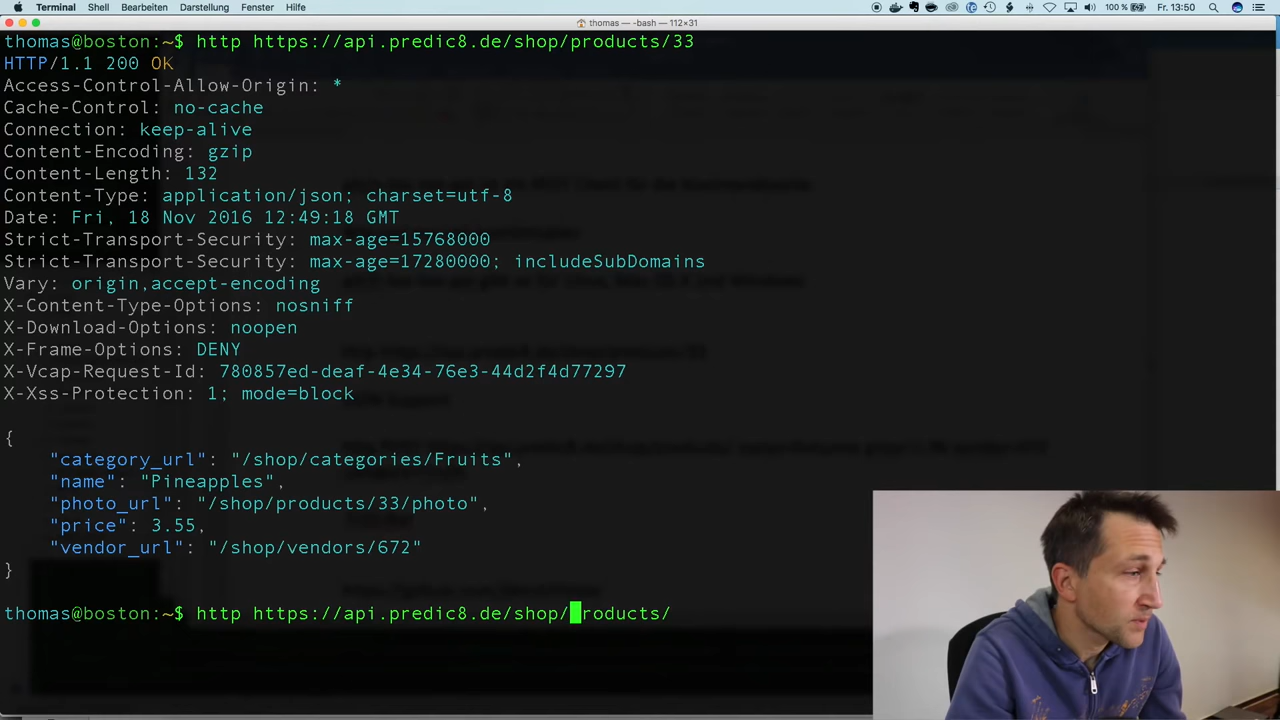 Terminal Shell Bearbeiten Darstellung Fenster Hilfe 100 % Fr. 13:50
thomas — -bash — 112×31
thomas@boston:~$ http https://api.predic8.de/shop/products/33
HTTP/1.1 200 OK
Access-Control-Allow-Origin: *
Cache-Control: no-cache
Connection: keep-alive
Content-Encoding: gzip
Content-Length: 132
Content-Type: application/json; charset=utf-8
Date: Fri, 18 Nov 2016 12:49:18 GMT
Strict-Transport-Security: max-age=15768000
Strict-Transport-Security: max-age=17280000; includeSubDomains
Vary: origin,accept-encoding
X-Content-Type-Options: nosniff
X-Download-Options: noopen
X-Frame-Options: DENY
X-Vcap-Request-Id: 780857ed-deaf-4e34-76e3-44d2f4d77297
X-Xss-Protection: 1; mode=block
{
"category_url": "/shop/categories/Fruits",
"name": "Pineapples",
"photo_url": "/shop/products/33/photo",
"price": 3.55,
"vendor_url": "/shop/vendors/672"
}
thomas@boston:~$ http https://api.predic8.de/shop/products/